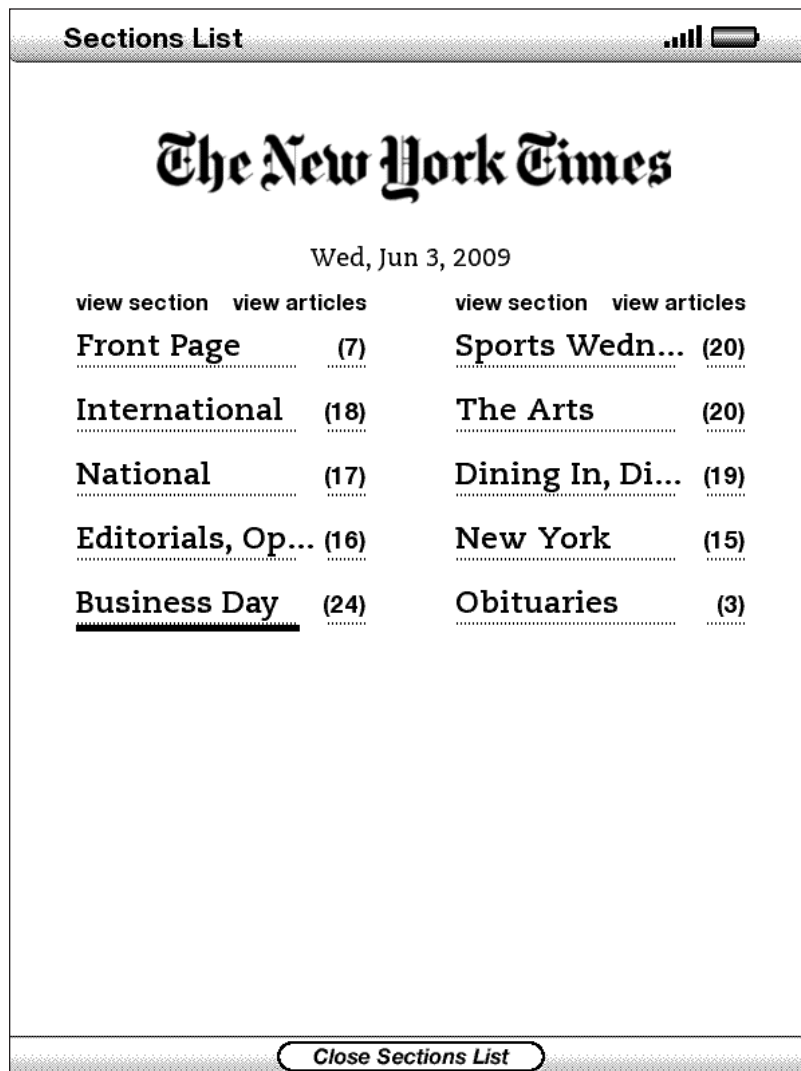 Sections List
The New York Times
Wed, Jun 3, 2009
view section view articles
Front Page (7)
International (18)
National (17)
Editorials, Op... (16)
Business Day (24)
view section view articles
Sports Wedn... (20)
The Arts (20)
Dining In, Di... (19)
New York (15)
Obituaries (3)
Close Sections List